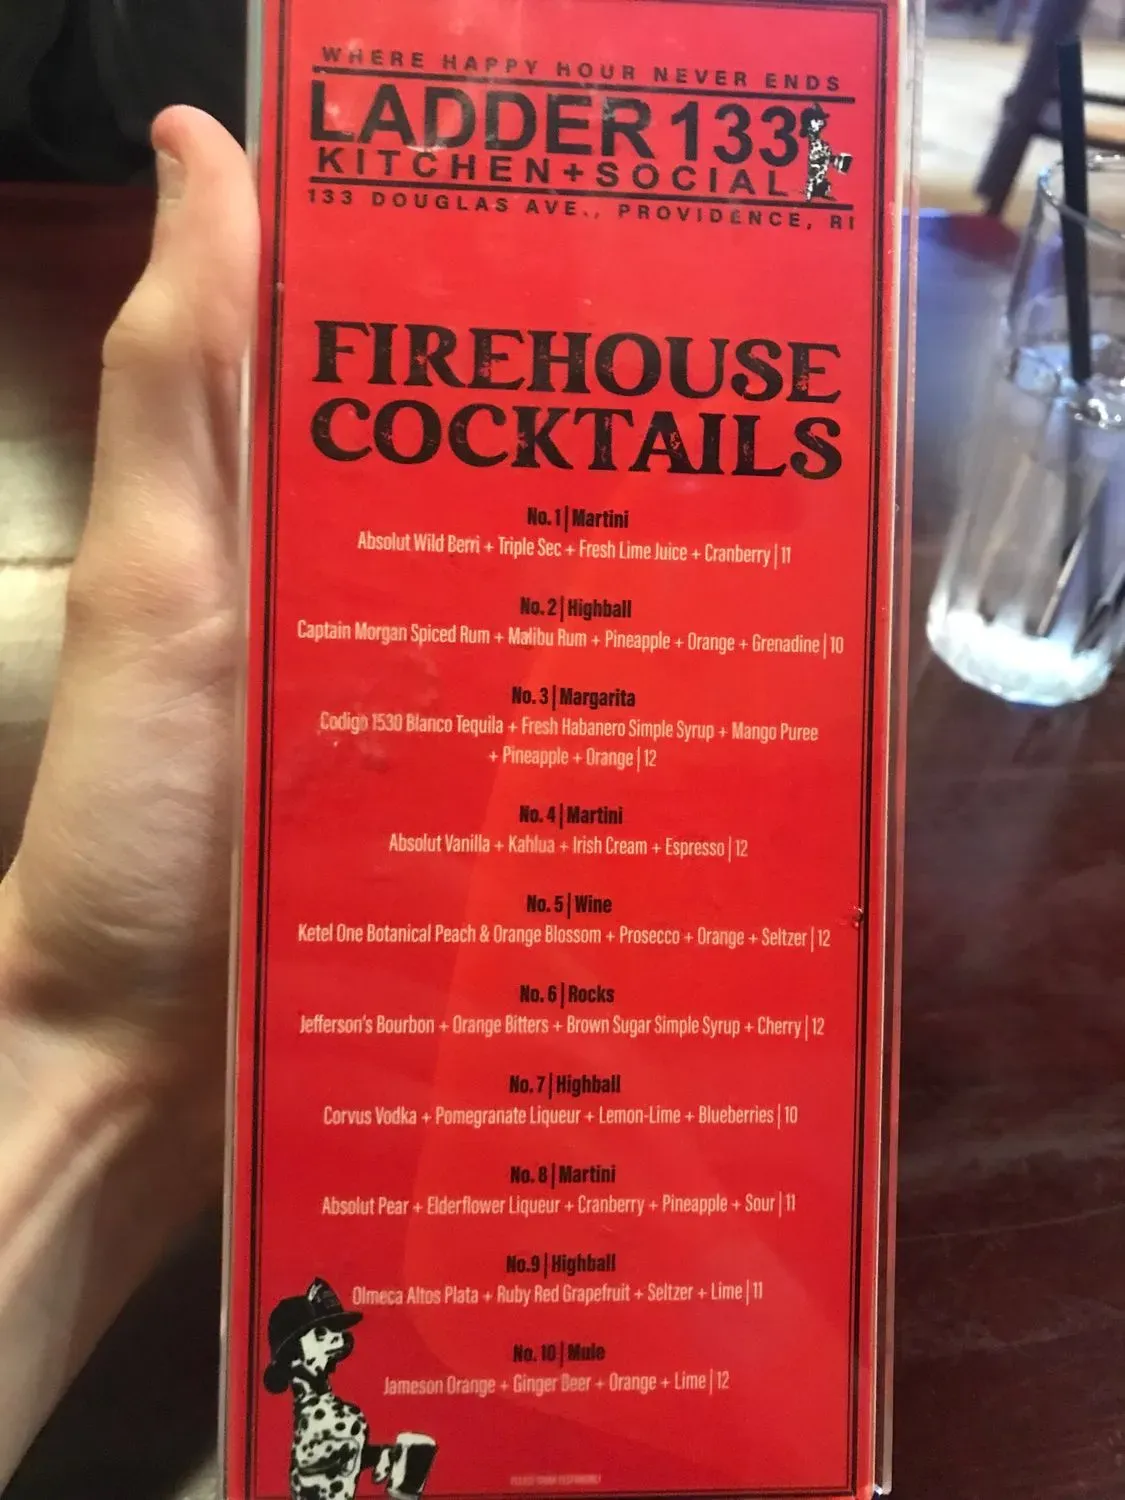 WHERE HAPPY HOUR NEVER ENDS
LADDER 133
KITCHEN+SOCIAL
133 DOUGLAS AVE., PROVIDENCE, RI
FIREHOUSE
COCKTAILS
No. 1 | Martini
Absolut Wild Berri + Triple Sec + Fresh Lime Juice + Cranberry | 11
No. 2 | Highball
Captain Morgan Spiced Rum + Malibu Rum + Pineapple + Orange + Grenadine | 10
No. 3 | Margarita
Codigo 1530 Blanco Tequila + Fresh Habanero Simple Syrup + Mango Puree
+ Pineapple + Orange | 12
No. 4 | Martini
Absolut Vanilla + Kahlua + Irish Cream + Espresso | 12
No. 5 | Wine
Ketel One Botanical Peach & Orange Blossom + Prosecco + Orange + Seltzer | 12
No. 6 | Rocks
Jefferson's Bourbon + Orange Bitters + Brown Sugar Simple Syrup + Cherry | 12
No. 7 | Highball
Corvus Vodka + Pomegranate Liqueur + Lemon-Lime + Blueberries | 10
No. 8 | Martini
Absolut Pear + Elderflower Liqueur + Cranberry + Pineapple + Sour | 11
No.9 | Highball
Olmeca Altos Plata + Ruby Red Grapefruit + Seltzer + Lime | 11
No. 10 | Mule
Jameson Orange + Ginger Beer + Orange + Lime | 12
PLEASE DRINK RESPONSIBLY